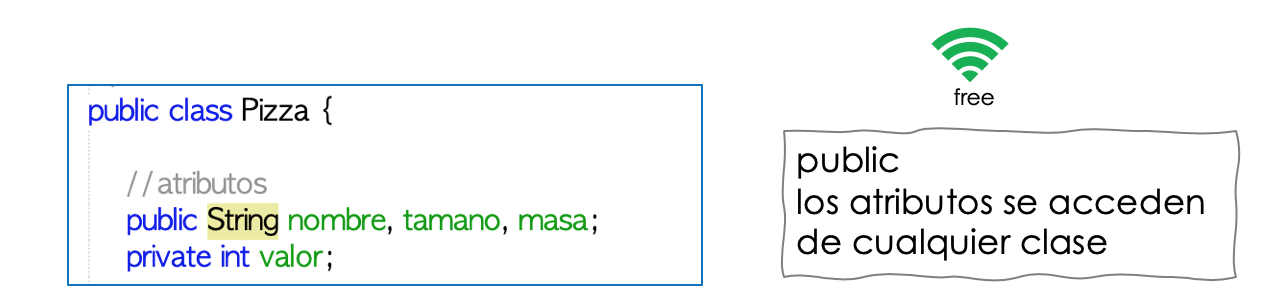 public class Pizza {
//atributos
public String nombre, tamano, masa;
private int valor;
free
public
los atributos se acceden
de cualquier clase